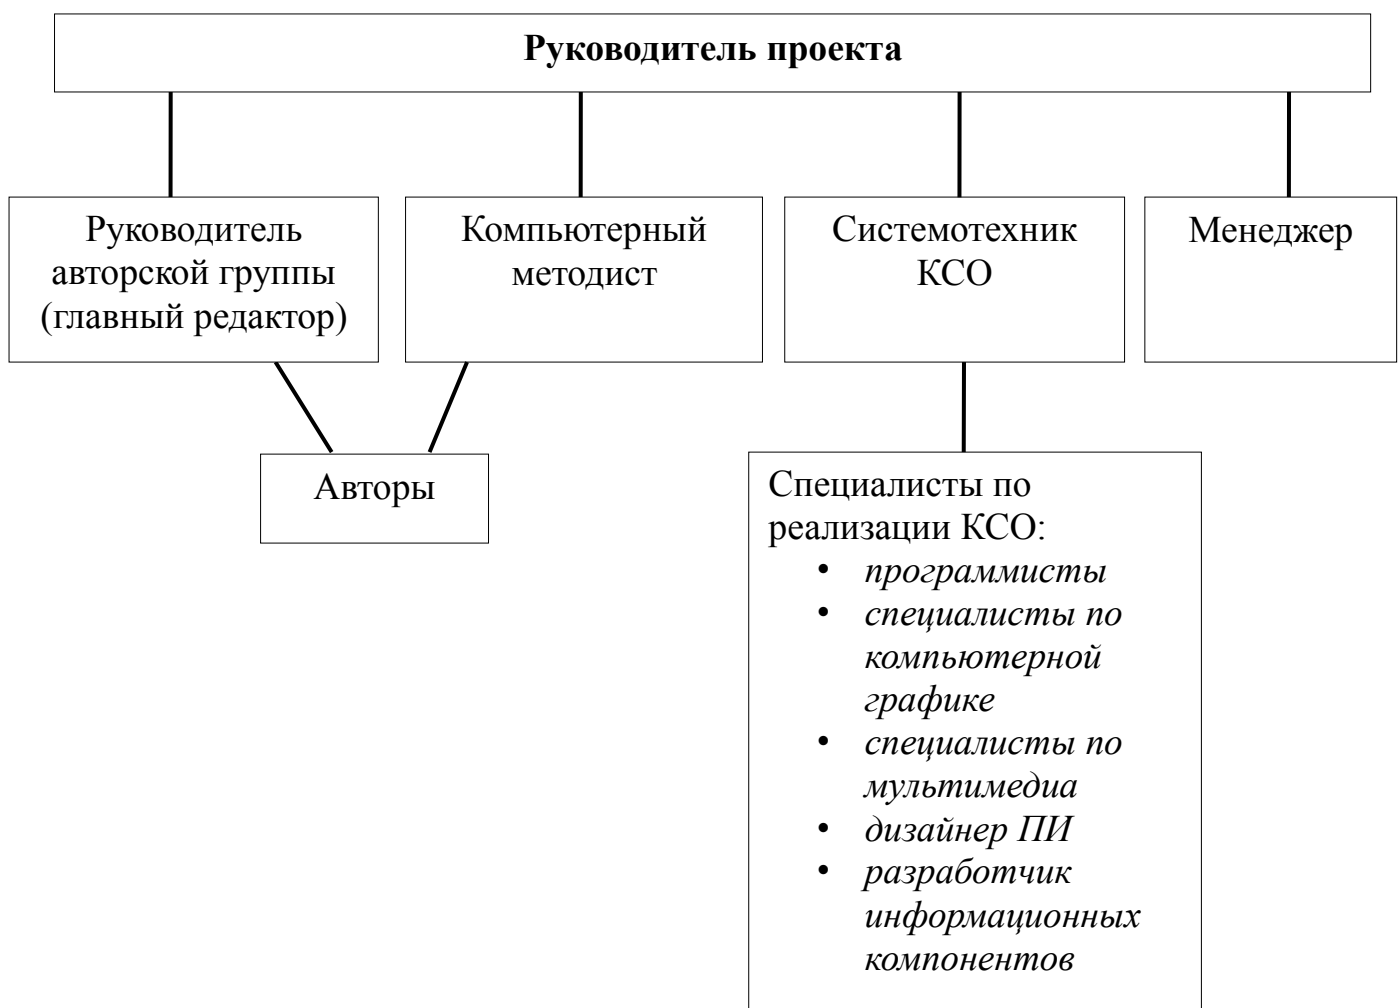 Руководитель проекта
Руководитель
авторской группы
(главный редактор)
Компьютерный
методист
Системотехник
КСО
Менеджер
Авторы
Специалисты по
реализации КСО:
• программисты
• специалисты по
компьютерной
графике
• специалисты по
мультимедиа
• дизайнер ПИ
• разработчик
информационных
компонентов